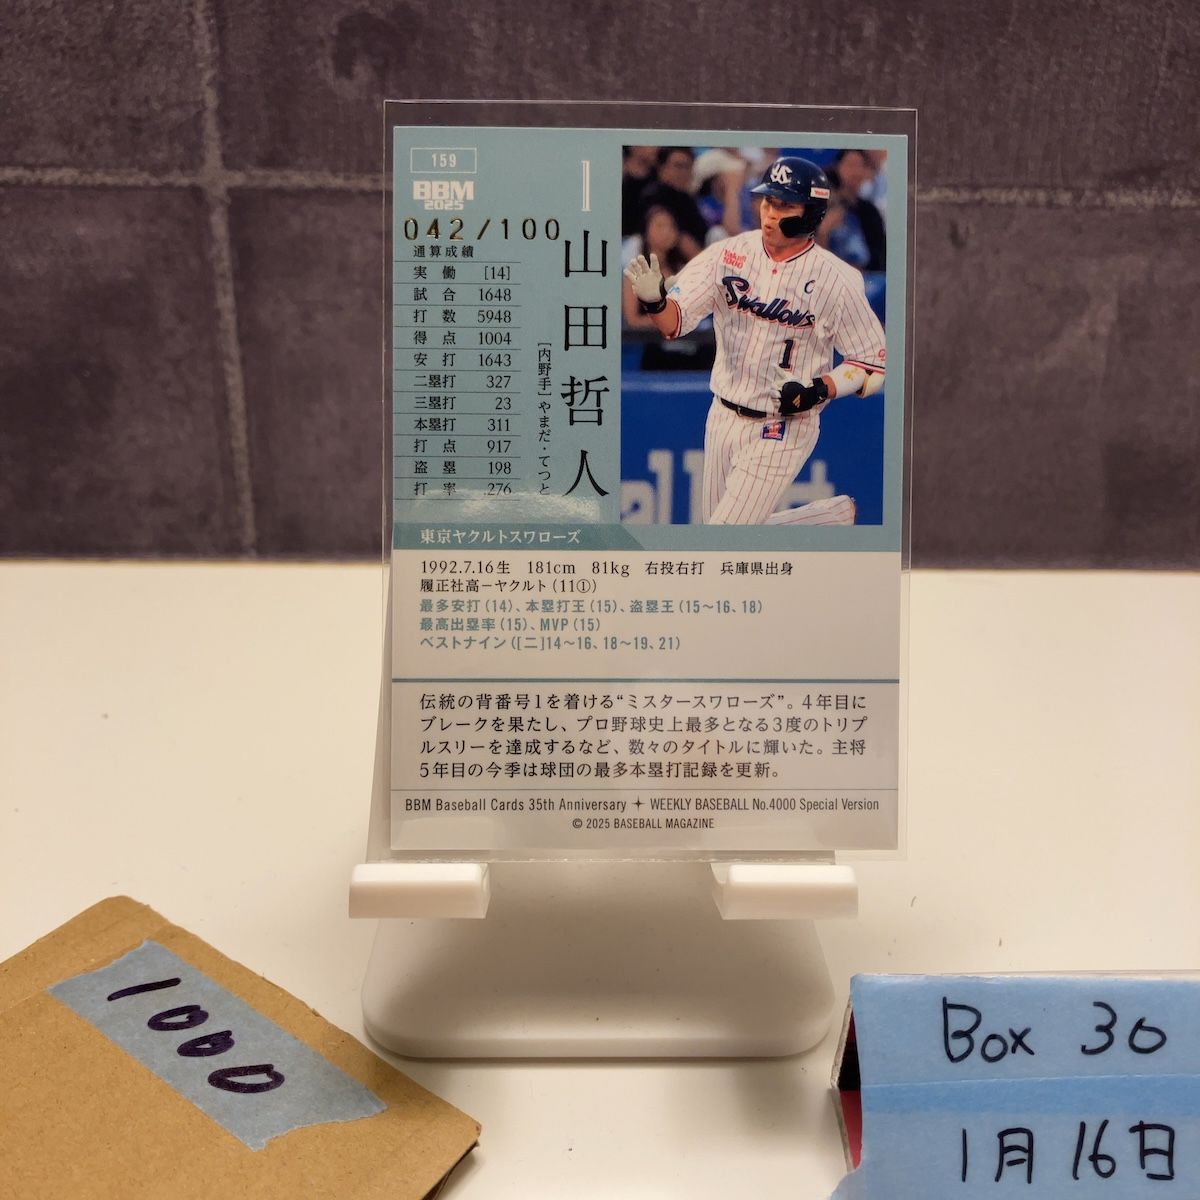 159
BBM
2025
042/100
通算成績
実働 [14]
試合 1648
打数 5948
得点 1004
安打 1643
二塁打 327
三塁打 23
本塁打 311
打点 917
盗塁 198
打率 .276
1
山田哲人
[内野手]やまだ・てつと
Yakult
1000
C
Swallows
1
東京ヤクルトスワローズ
1992.7.16生 181cm 81kg 右投右打 兵庫県出身
履正社高－ヤクルト(11①)
最多安打(14)、本塁打王(15)、盗塁王(15～16、18)
最高出塁率(15)、MVP(15)
ベストナイン([二]14～16、18～19、21)
伝統の背番号1を着ける“ミスタースワローズ”。4年目に
ブレークを果たし、プロ野球史上最多となる3度のトリプ
ルスリーを達成するなど、数々のタイトルに輝いた。主将
5年目の今季は球団の最多本塁打記録を更新。
BBM Baseball Cards 35th Anniversary ✦ WEEKLY BASEBALL No.4000 Special Version
© 2025 BASEBALL MAGAZINE
1000
Box 30
1月16日